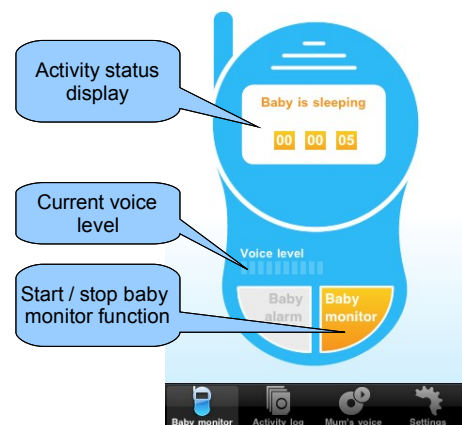 Activity status
display
Baby is sleeping
00 00 05
Current voice
level
Voice level
Start / stop baby
monitor function
Baby
alarm
Baby
monitor
Baby monitor Activity log Mum's voice Settings